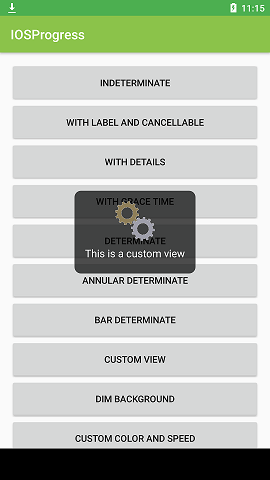 11:15
IOSProgress
INDETERMINATE
WITH LABEL AND CANCELLABLE
WITH DETAILS
WITH GRACE TIME
DETERMINATE
This is a custom view
ANNULAR DETERMINATE
BAR DETERMINATE
CUSTOM VIEW
DIM BACKGROUND
CUSTOM COLOR AND SPEED